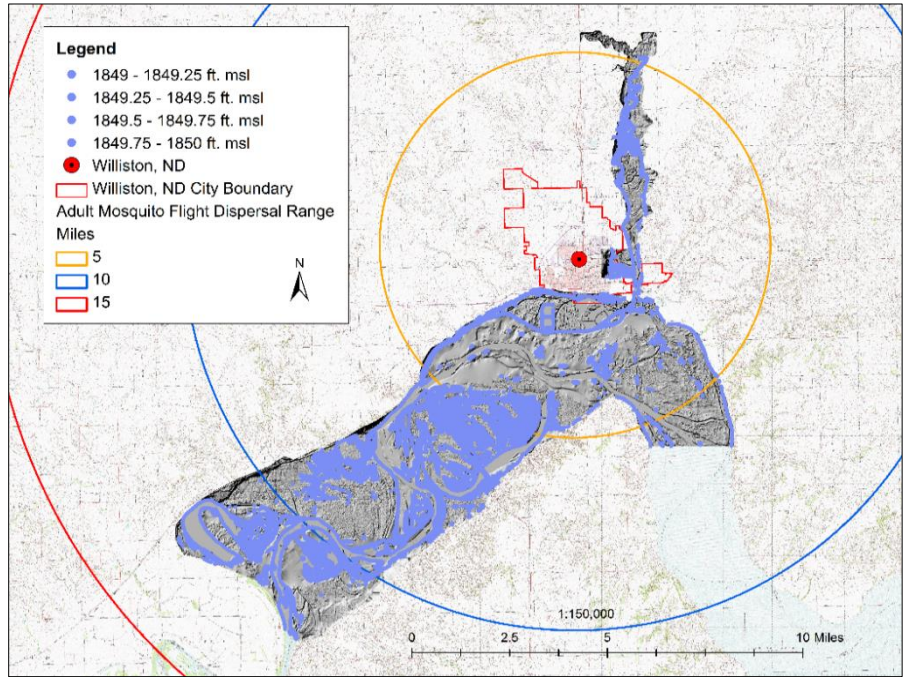 Legend
1849 - 1849.25 ft. msl
1849.25 - 1849.5 ft. msl
1849.5 - 1849.75 ft. msl
1849.75 - 1850 ft. msl
Williston, ND
Williston, ND City Boundary
Adult Mosquito Flight Dispersal Range
Miles
5
10
15
N
1:150,000
0 2.5 5 10 Miles